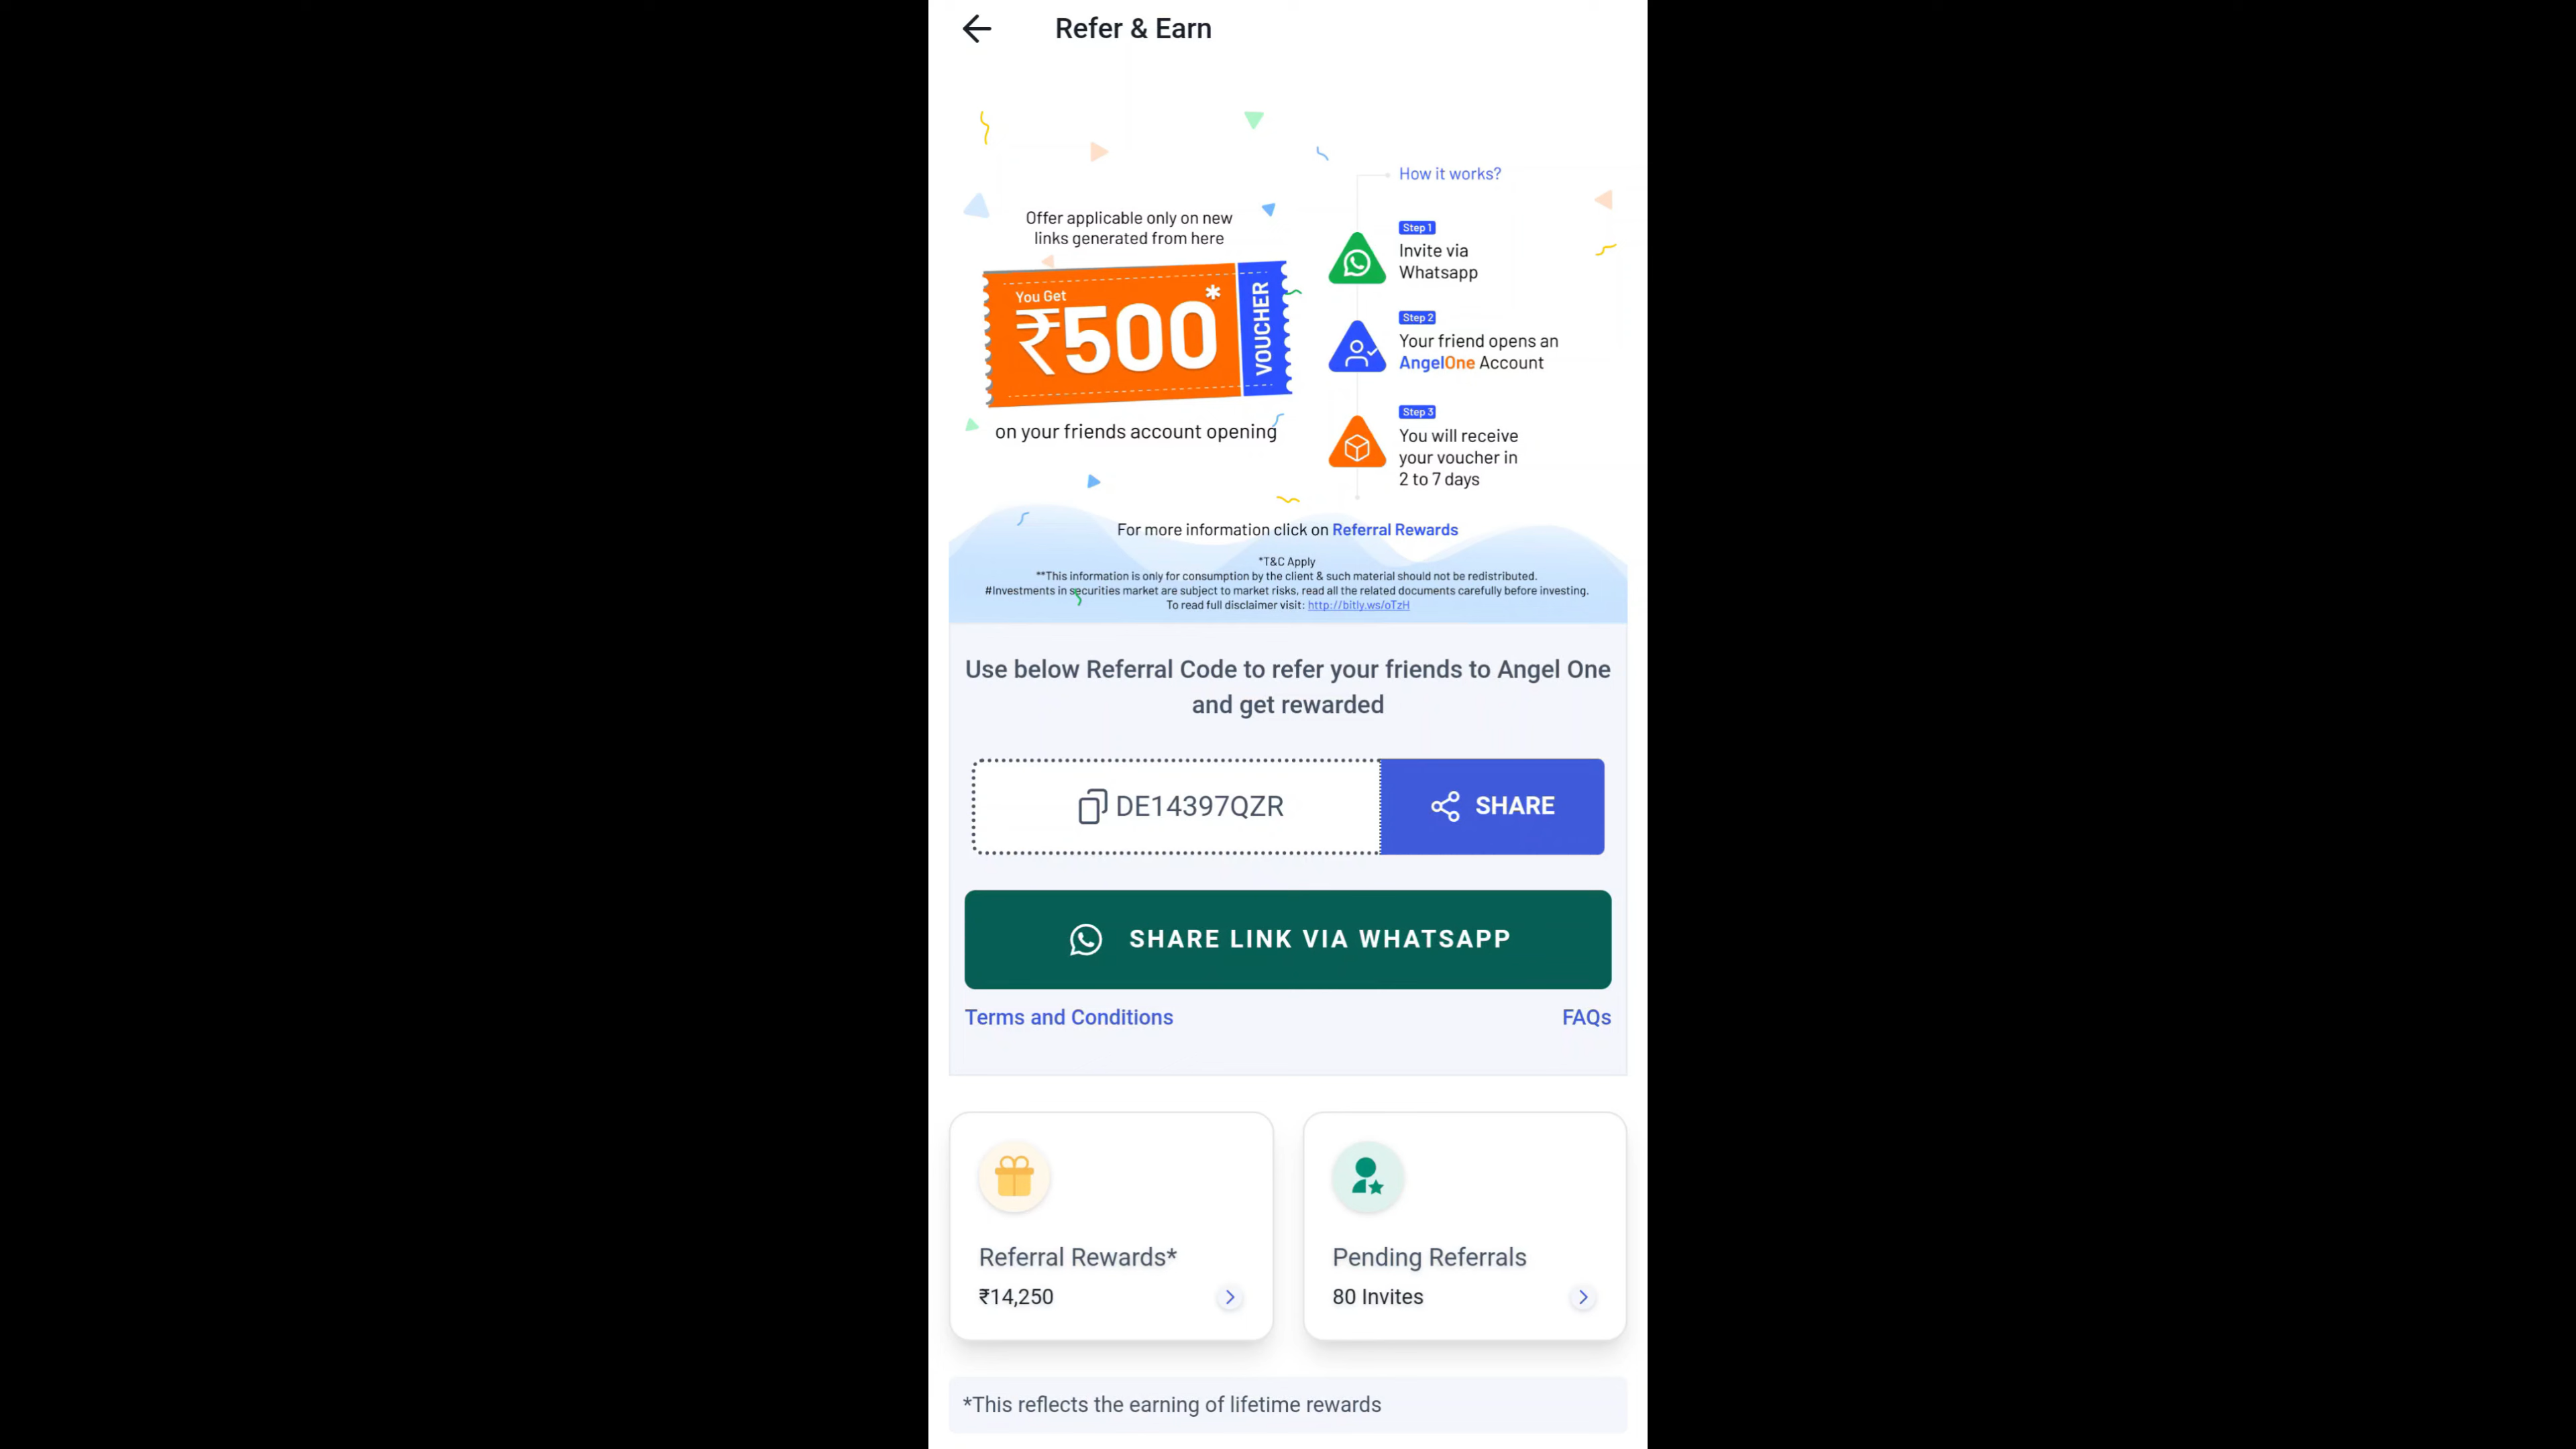 Refer & Earn
Offer applicable only on new
links generated from here
You Get
₹500*
VOUCHER
on your friends account opening
How it works?
Step 1
Invite via
Whatsapp
Step 2
Your friend opens an
AngelOne Account
Step 3
You will receive
your voucher in
2 to 7 days
For more information click on Referral Rewards
*T&C Apply
**This information is only for consumption by the client & such material should not be redistributed.
#Investments in securities market are subject to market risks, read all the related documents carefully before investing.
To read full disclaimer visit: http://bitly.ws/oTzH
Use below Referral Code to refer your friends to Angel One
and get rewarded
DE14397QZR
SHARE
SHARE LINK VIA WHATSAPP
Terms and Conditions
FAQs
Referral Rewards*
₹14,250
Pending Referrals
80 Invites
*This reflects the earning of lifetime rewards